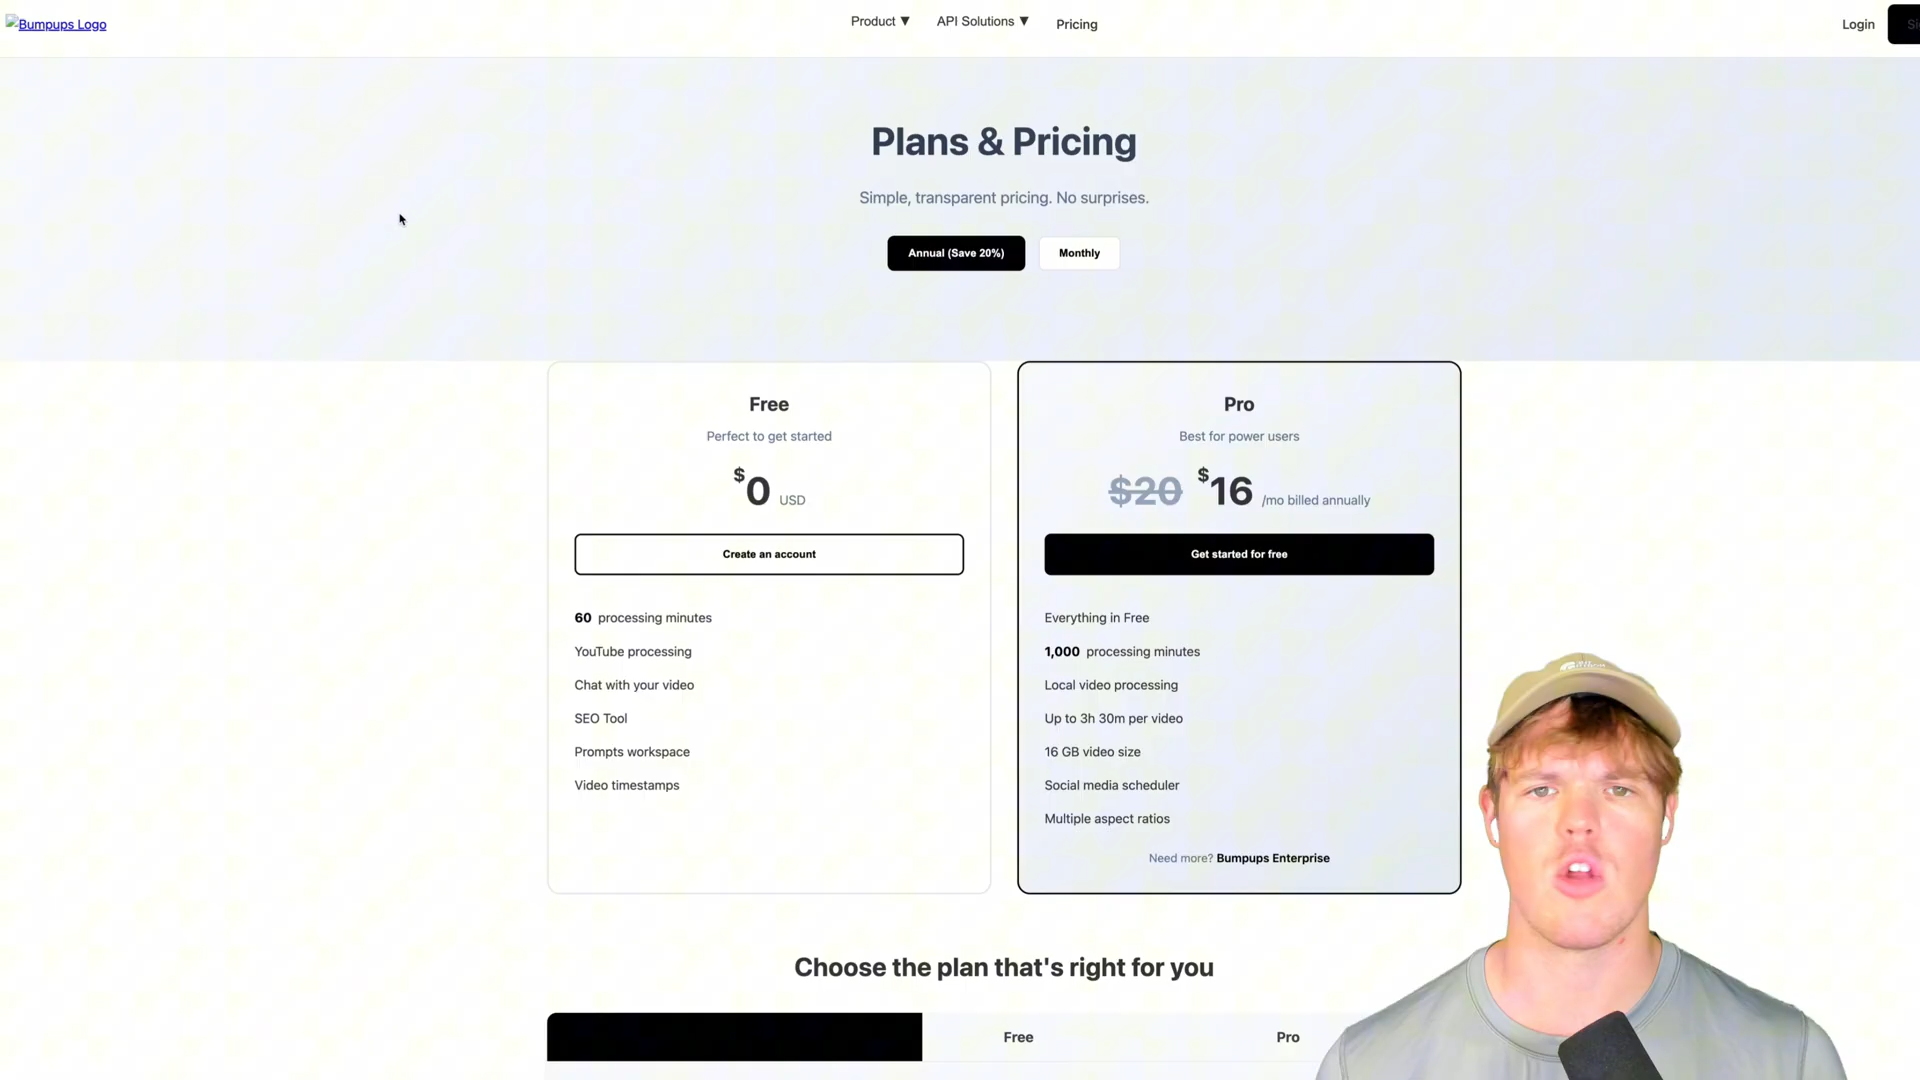 Bumpups Logo
Product ▼
API Solutions ▼
Pricing
Login
Plans & Pricing
Simple, transparent pricing. No surprises.
Annual (Save 20%)
Monthly
Free
Perfect to get started
$0 USD
Create an account
60 processing minutes
YouTube processing
Chat with your video
SEO Tool
Prompts workspace
Video timestamps
Pro
Best for power users
$20 $16 /mo billed annually
Get started for free
Everything in Free
1,000 processing minutes
Local video processing
Up to 3h 30m per video
16 GB video size
Social media scheduler
Multiple aspect ratios
Need more? Bumpups Enterprise
Choose the plan that's right for you
Free
Pro